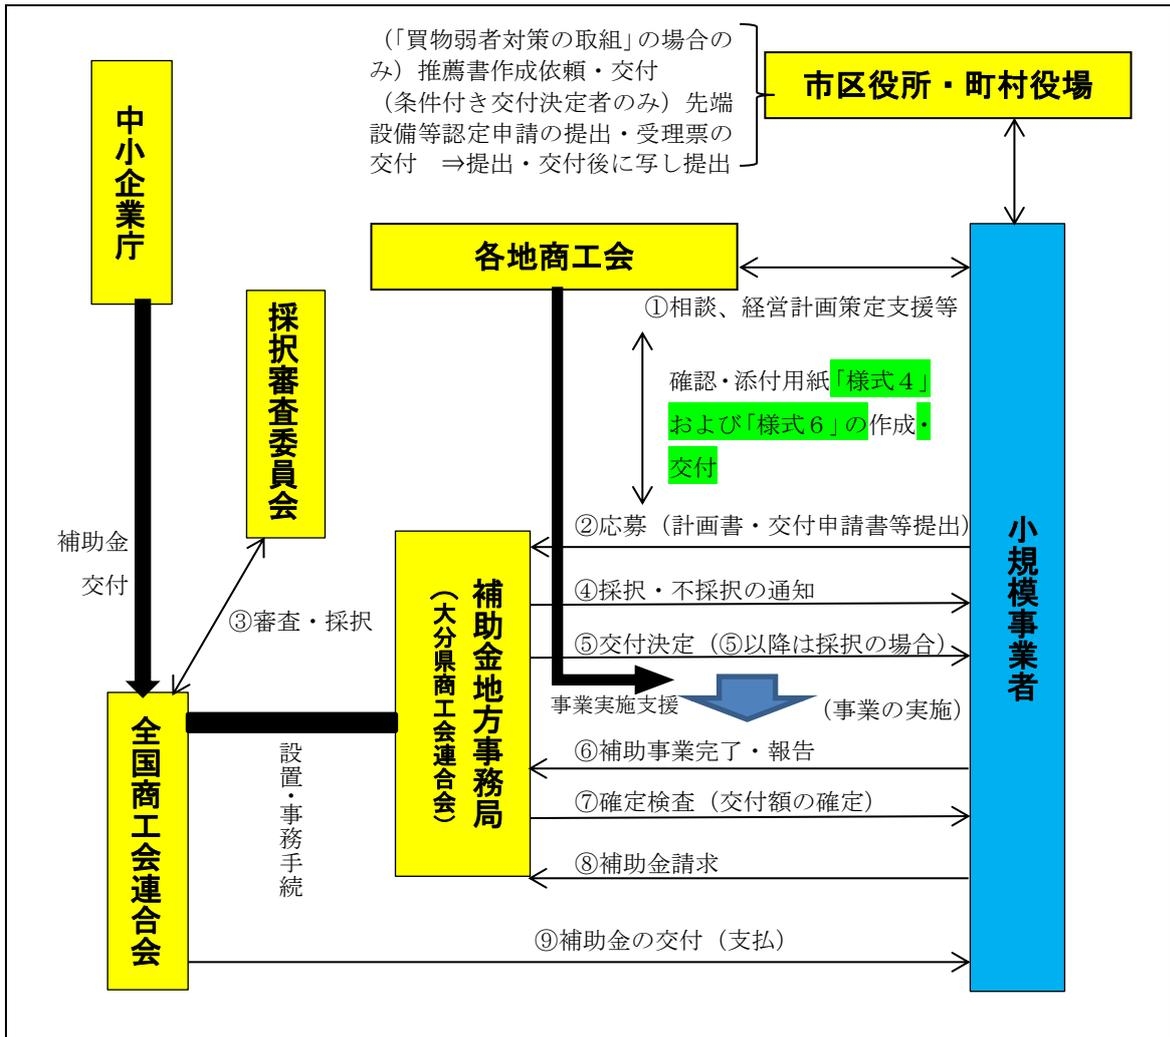 （「買物弱者対策の取組」の場合の
み）推薦書作成依頼・交付
（条件付き交付決定者のみ）先端
設備等認定申請の提出・受理票の
交付　⇒提出・交付後に写し提出
市区役所・町村役場
中小企業庁
各地商工会
①相談、経営計画策定支援等
採択審査委員会
確認・添付用紙「様式４」
および「様式６」の作成・
交付
小規模事業者
補助金
交付
③審査・採択
補助金地方事務局
（大分県商工会連合会）
②応募（計画書・交付申請書等提出）
④採択・不採択の通知
⑤交付決定（⑤以降は採択の場合）
事業実施支援
（事業の実施）
全国商工会連合会
設置・事務手続
⑥補助事業完了・報告
⑦確定検査（交付額の確定）
⑧補助金請求
⑨補助金の交付（支払）